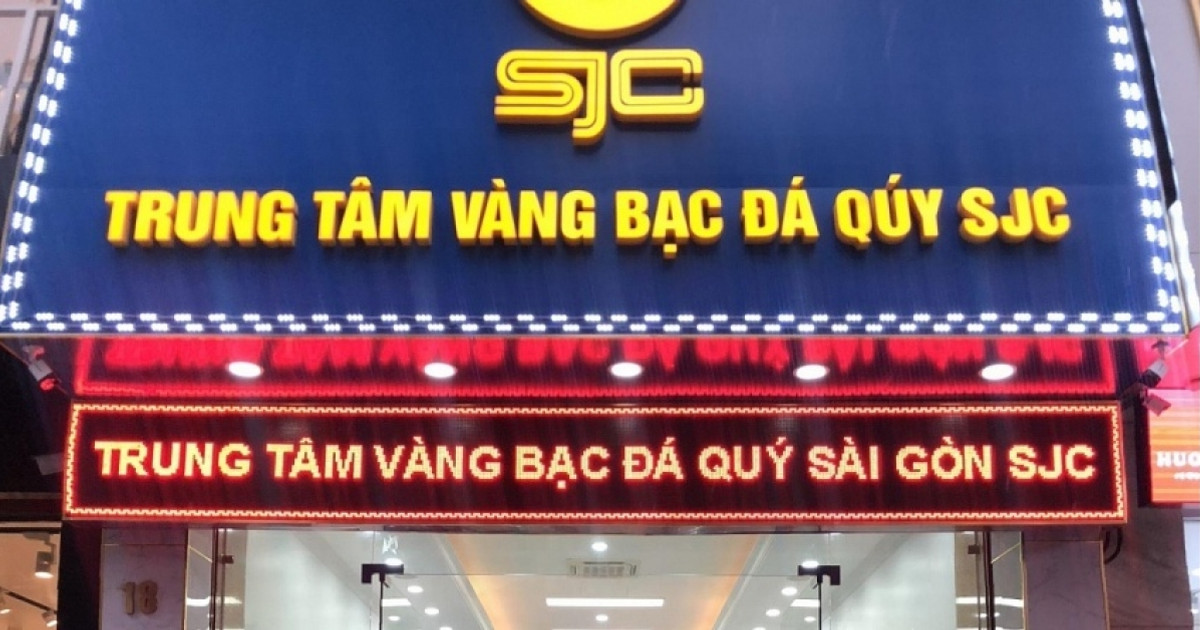 SJC
TRUNG TÂM VÀNG BẠC ĐÁ QÚY SJC
TRUNG TÂM VÀNG BẠC ĐÁ QUÝ SÀI GÒN SJC
18